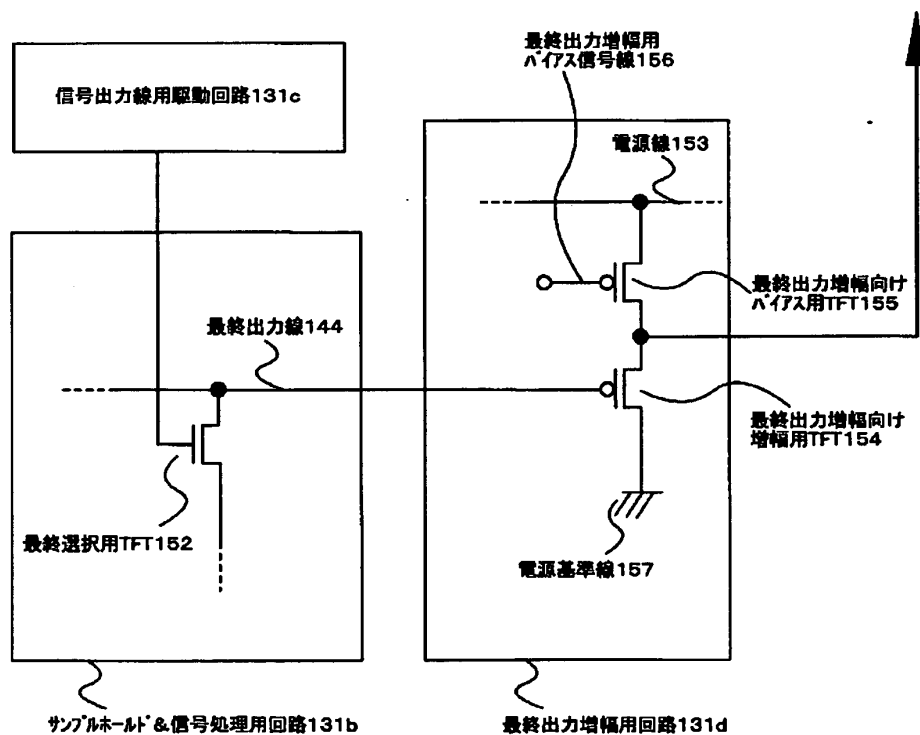 最終出力増幅用
バイアス信号線156
信号出力線用駆動回路131c
電源線153
最終出力増幅向け
バイアス用TFT155
最終出力線144
最終出力増幅向け
増幅用TFT154
最終選択用TFT152
電源基準線157
サンプルホールド&信号処理用回路131b
最終出力増幅用回路131d